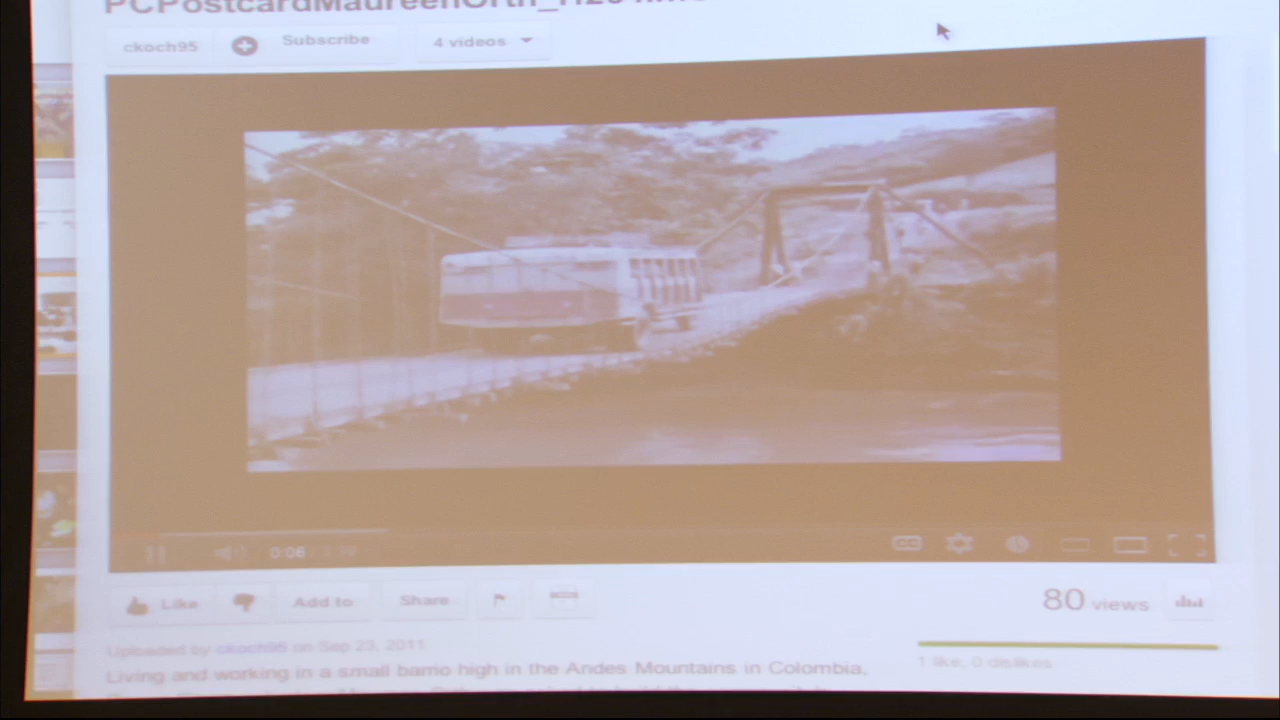 ckoch95 Subscribe 4 videos
0:06
CC
Like Add to Share 80 views
Uploaded by ckoch95 on Sep 23, 2011
1 like, 0 dislikes
Living and working in a small barrio high in the Andes Mountains in Colombia,